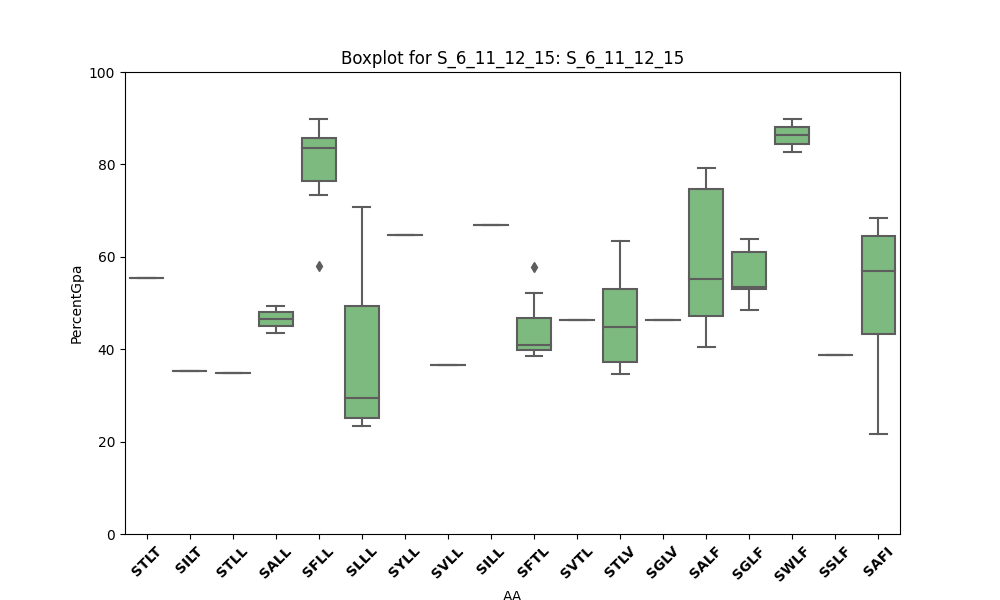 Boxplot for S_6_11_12_15: S_6_11_12_15
100
80
60
40
20
0
PercentGpa
STLT SILT STLL SALL SFLL SLLL SYLL SVLL SILL SFTL SVTL STLV SGLV SALF SGLF SWLF SSLF SAFI
AA